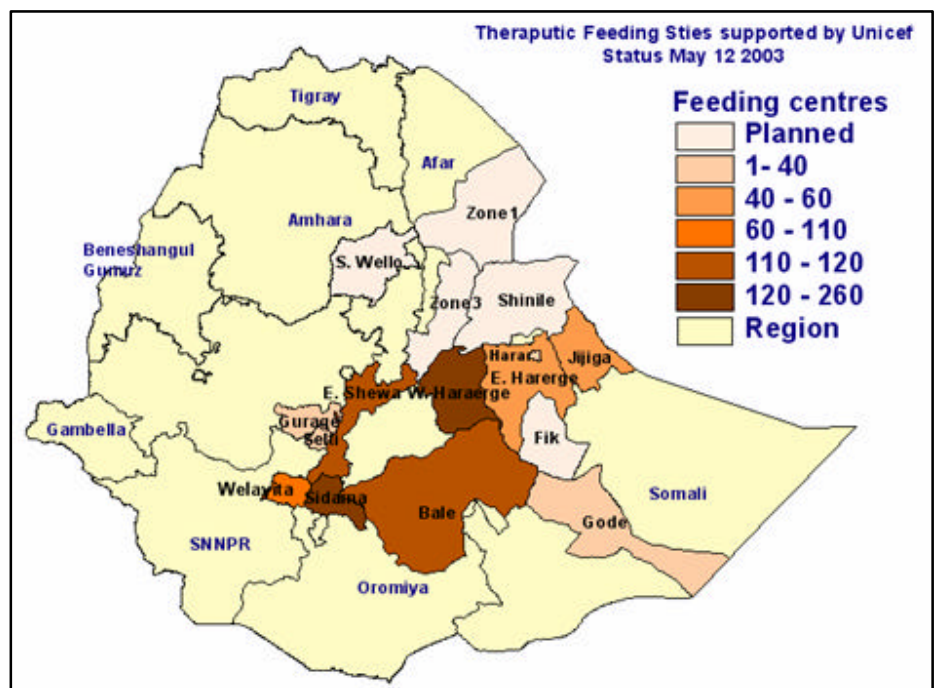 Theraputic Feeding Sties supported by Unicef
Status May 12 2003
Feeding centres
Planned
1- 40
40 - 60
60 - 110
110 - 120
120 - 260
Region
Tigray
Afar
Zone1
Amhara
Beneshangul
Gumuz
S. Wello
Zone3
Shinile
Harar
Jijiga
E. Harerge
E. Shewa
W. Haraerge
Gurage
Selti
Gambella
Fik
Welayita
Sidama
Bale
Somali
Gode
SNNPR
Oromiya